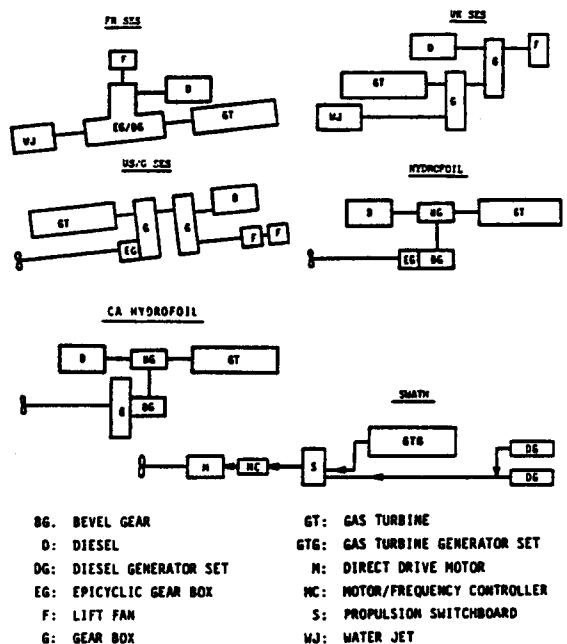 FR SES
F
D
EG/BG
GT
WJ
UK SES
D
G
F
GT
G
WJ
US/G SES
GT
G
G
D
EG
F
F
HYDROFOIL
D
BG
GT
EG
BG
CA HYDROFOIL
D
BG
GT
G
BG
SWATH
GTG
M
MC
S
DG
DG
BG. BEVEL GEAR
D: DIESEL
DG: DIESEL GENERATOR SET
EG: EPICYCLIC GEAR BOX
F: LIFT FAN
G: GEAR BOX
GT: GAS TURBINE
GTG: GAS TURBINE GENERATOR SET
M: DIRECT DRIVE MOTOR
MC: MOTOR/FREQUENCY CONTROLLER
S: PROPULSION SWITCHBOARD
WJ: WATER JET